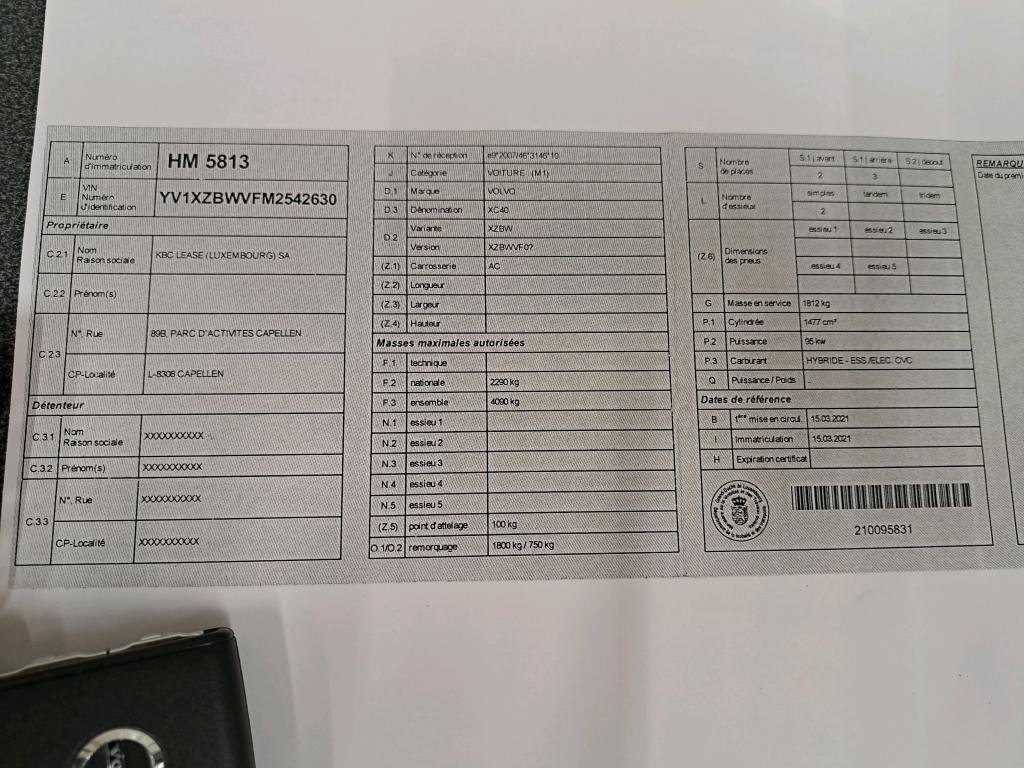 A Numéro d'immatriculation HM 5813
E VIN Numéro d'identification YV1XZBWVFM2542630
Propriétaire
C.2.1 Nom Raison sociale KBC LEASE (LUXEMBOURG) SA
C.2.2 Prénom(s)
C.2.3 N°, Rue 89B, PARC D'ACTIVITES CAPELLEN
CP-Localité L-8308 CAPELLEN
Détenteur
C.3.1 Nom Raison sociale XXXXXXXXXX
C.3.2 Prénom(s) XXXXXXXXXX
C.3.3 N°, Rue XXXXXXXXXX
CP-Localité XXXXXXXXXX
K N° de réception e9*2007/46*3146*10
J Catégorie VOITURE (M1)
D.1 Marque VOLVO
D.3 Dénomination XC40
D.2 Variante XZBW
Version XZBWVF0?
(Z.1) Carrosserie AC
(Z.2) Longueur
(Z.3) Largeur
(Z.4) Hauteur
Masses maximales autorisées
F.1 technique
F.2 nationale 2290 kg
F.3 ensemble 4090 kg
N.1 essieu 1
N.2 essieu 2
N.3 essieu 3
N.4 essieu 4
N.5 essieu 5
(Z.5) point d'attelage 100 kg
O.1/O.2 remorquage 1800 kg / 750 kg
S Nombre de places S.1 | avant S.1 | arrière S.2 | debout
2 3
L Nombre d'essieux simples tandem tridem
2
(Z.6) Dimensions des pneus essieu 1 essieu 2 essieu 3
essieu 4 essieu 5
G Masse en service 1812 kg
P.1 Cylindrée 1477 cm³
P.2 Puissance 95 kw
P.3 Carburant HYBRIDE - ESS./ELEC. OVC
Q Puissance / Poids -
Dates de référence
B 1ère mise en circul. 15.03.2021
I Immatriculation 15.03.2021
H Expiration certificat
210095831
REMARQU
Date du premi